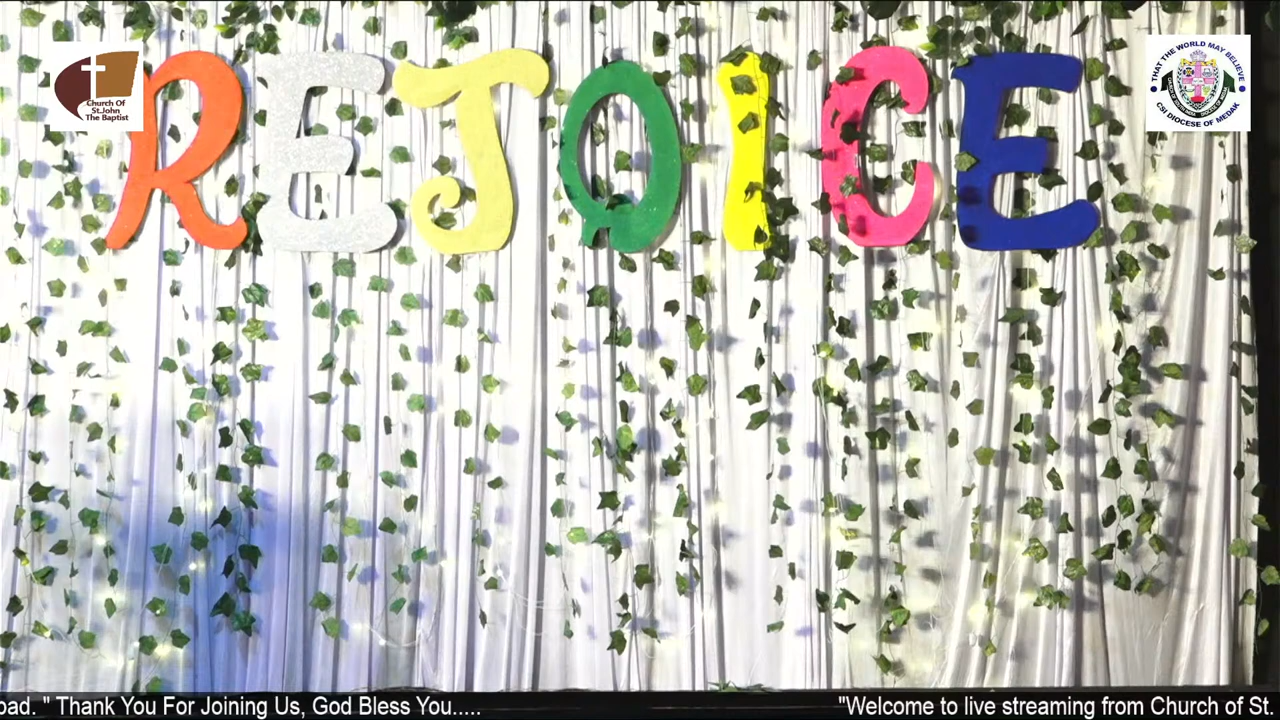 REJOICE
Church Of
St.John
The Baptist
THAT THE WORLD MAY BELIEVE
CSI DIOCESE OF MEDAK
bad. " Thank You For Joining Us, God Bless You.....
"Welcome to live streaming from Church of St.